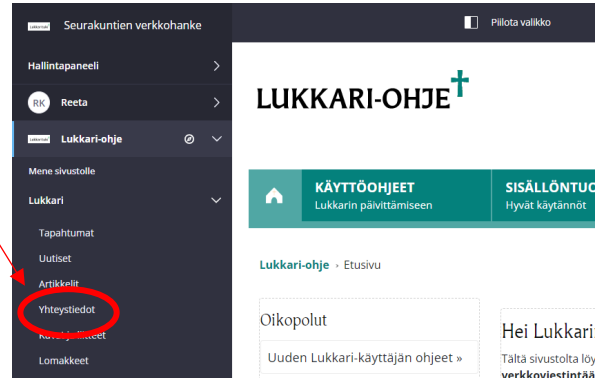 Seurakuntien verkkohanke
Piilota valikko
Hallintapaneeli
RK Reeta
Lukkari-ohje
Mene sivustolle
Lukkari
Tapahtumat
Uutiset
Artikkelit
Yhteystiedot
Lomakkeet
LUKKARI-OHJE
KÄYTTÖOHJEET
Lukkarin päivittämiseen
SISÄLLÖNTUO
Hyvät käytännöt
Lukkari-ohje › Etusivu
Oikopolut
Uuden Lukkari-käyttäjän ohjeet »
Hei Lukkari
Tältä sivustolta löy
verkkoviestintää